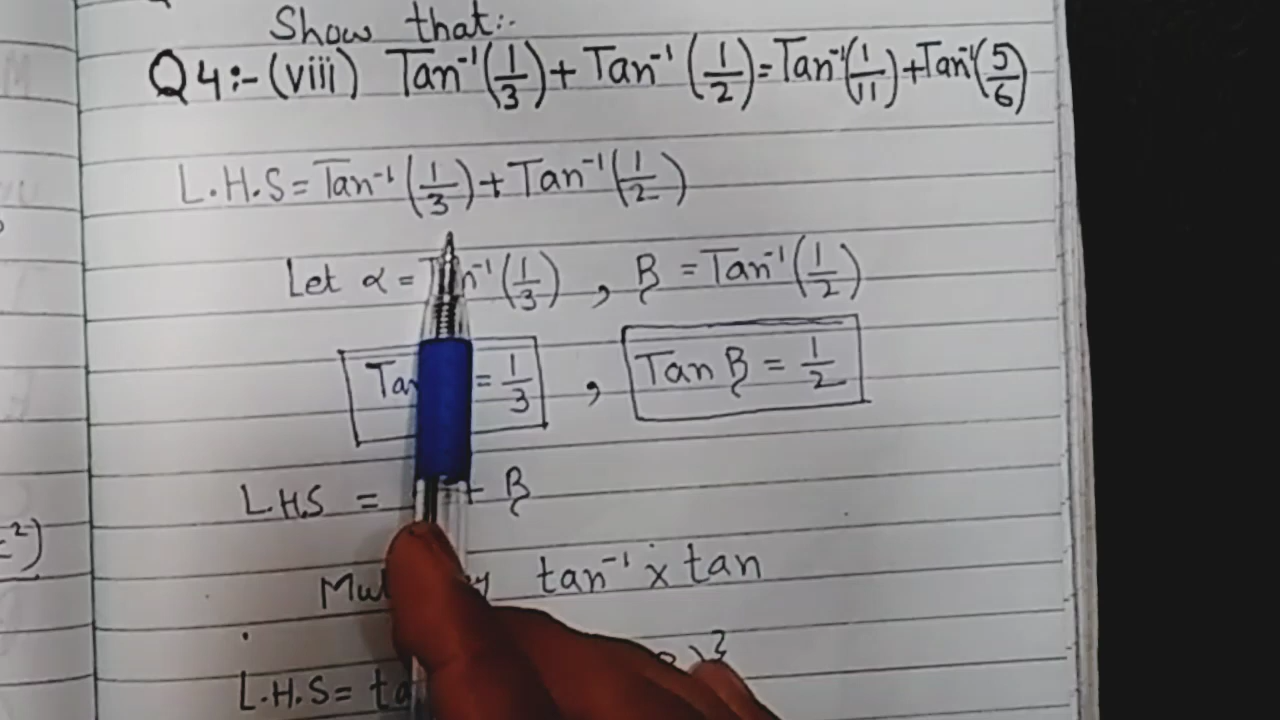 Show that:-
Q4:- (viii) Tan⁻¹(1/3) + Tan⁻¹(1/2) = Tan⁻¹(1/11) + Tan⁻¹(5/6)
L.H.S = Tan⁻¹(1/3) + Tan⁻¹(1/2)
Let α = Tan⁻¹(1/3) , β = Tan⁻¹(1/2)
= 1/3 , Tan β = 1/2
L.H.S = + β
tan⁻¹ × tan
L.H.S =
²)